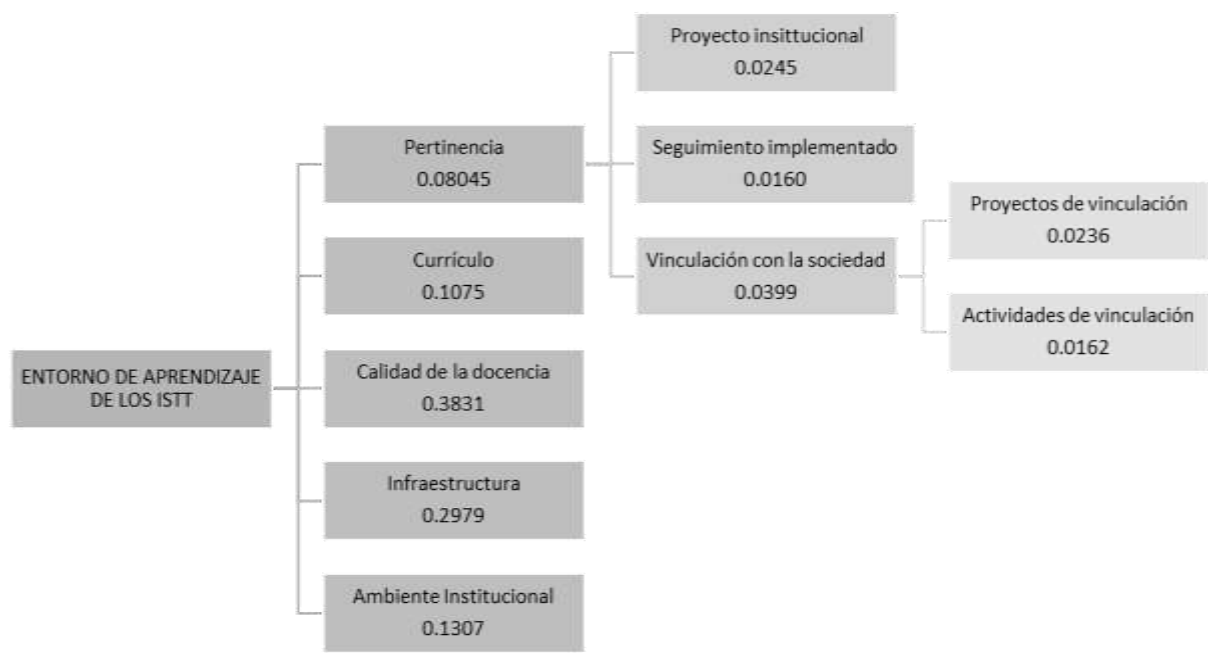 ENTORNO DE APRENDIZAJE
DE LOS ISTT
Pertinencia
0.08045
Currículo
0.1075
Calidad de la docencia
0.3831
Infraestructura
0.2979
Ambiente Institucional
0.1307
Proyecto insittucional
0.0245
Seguimiento implementado
0.0160
Vinculación con la sociedad
0.0399
Proyectos de vinculación
0.0236
Actividades de vinculación
0.0162